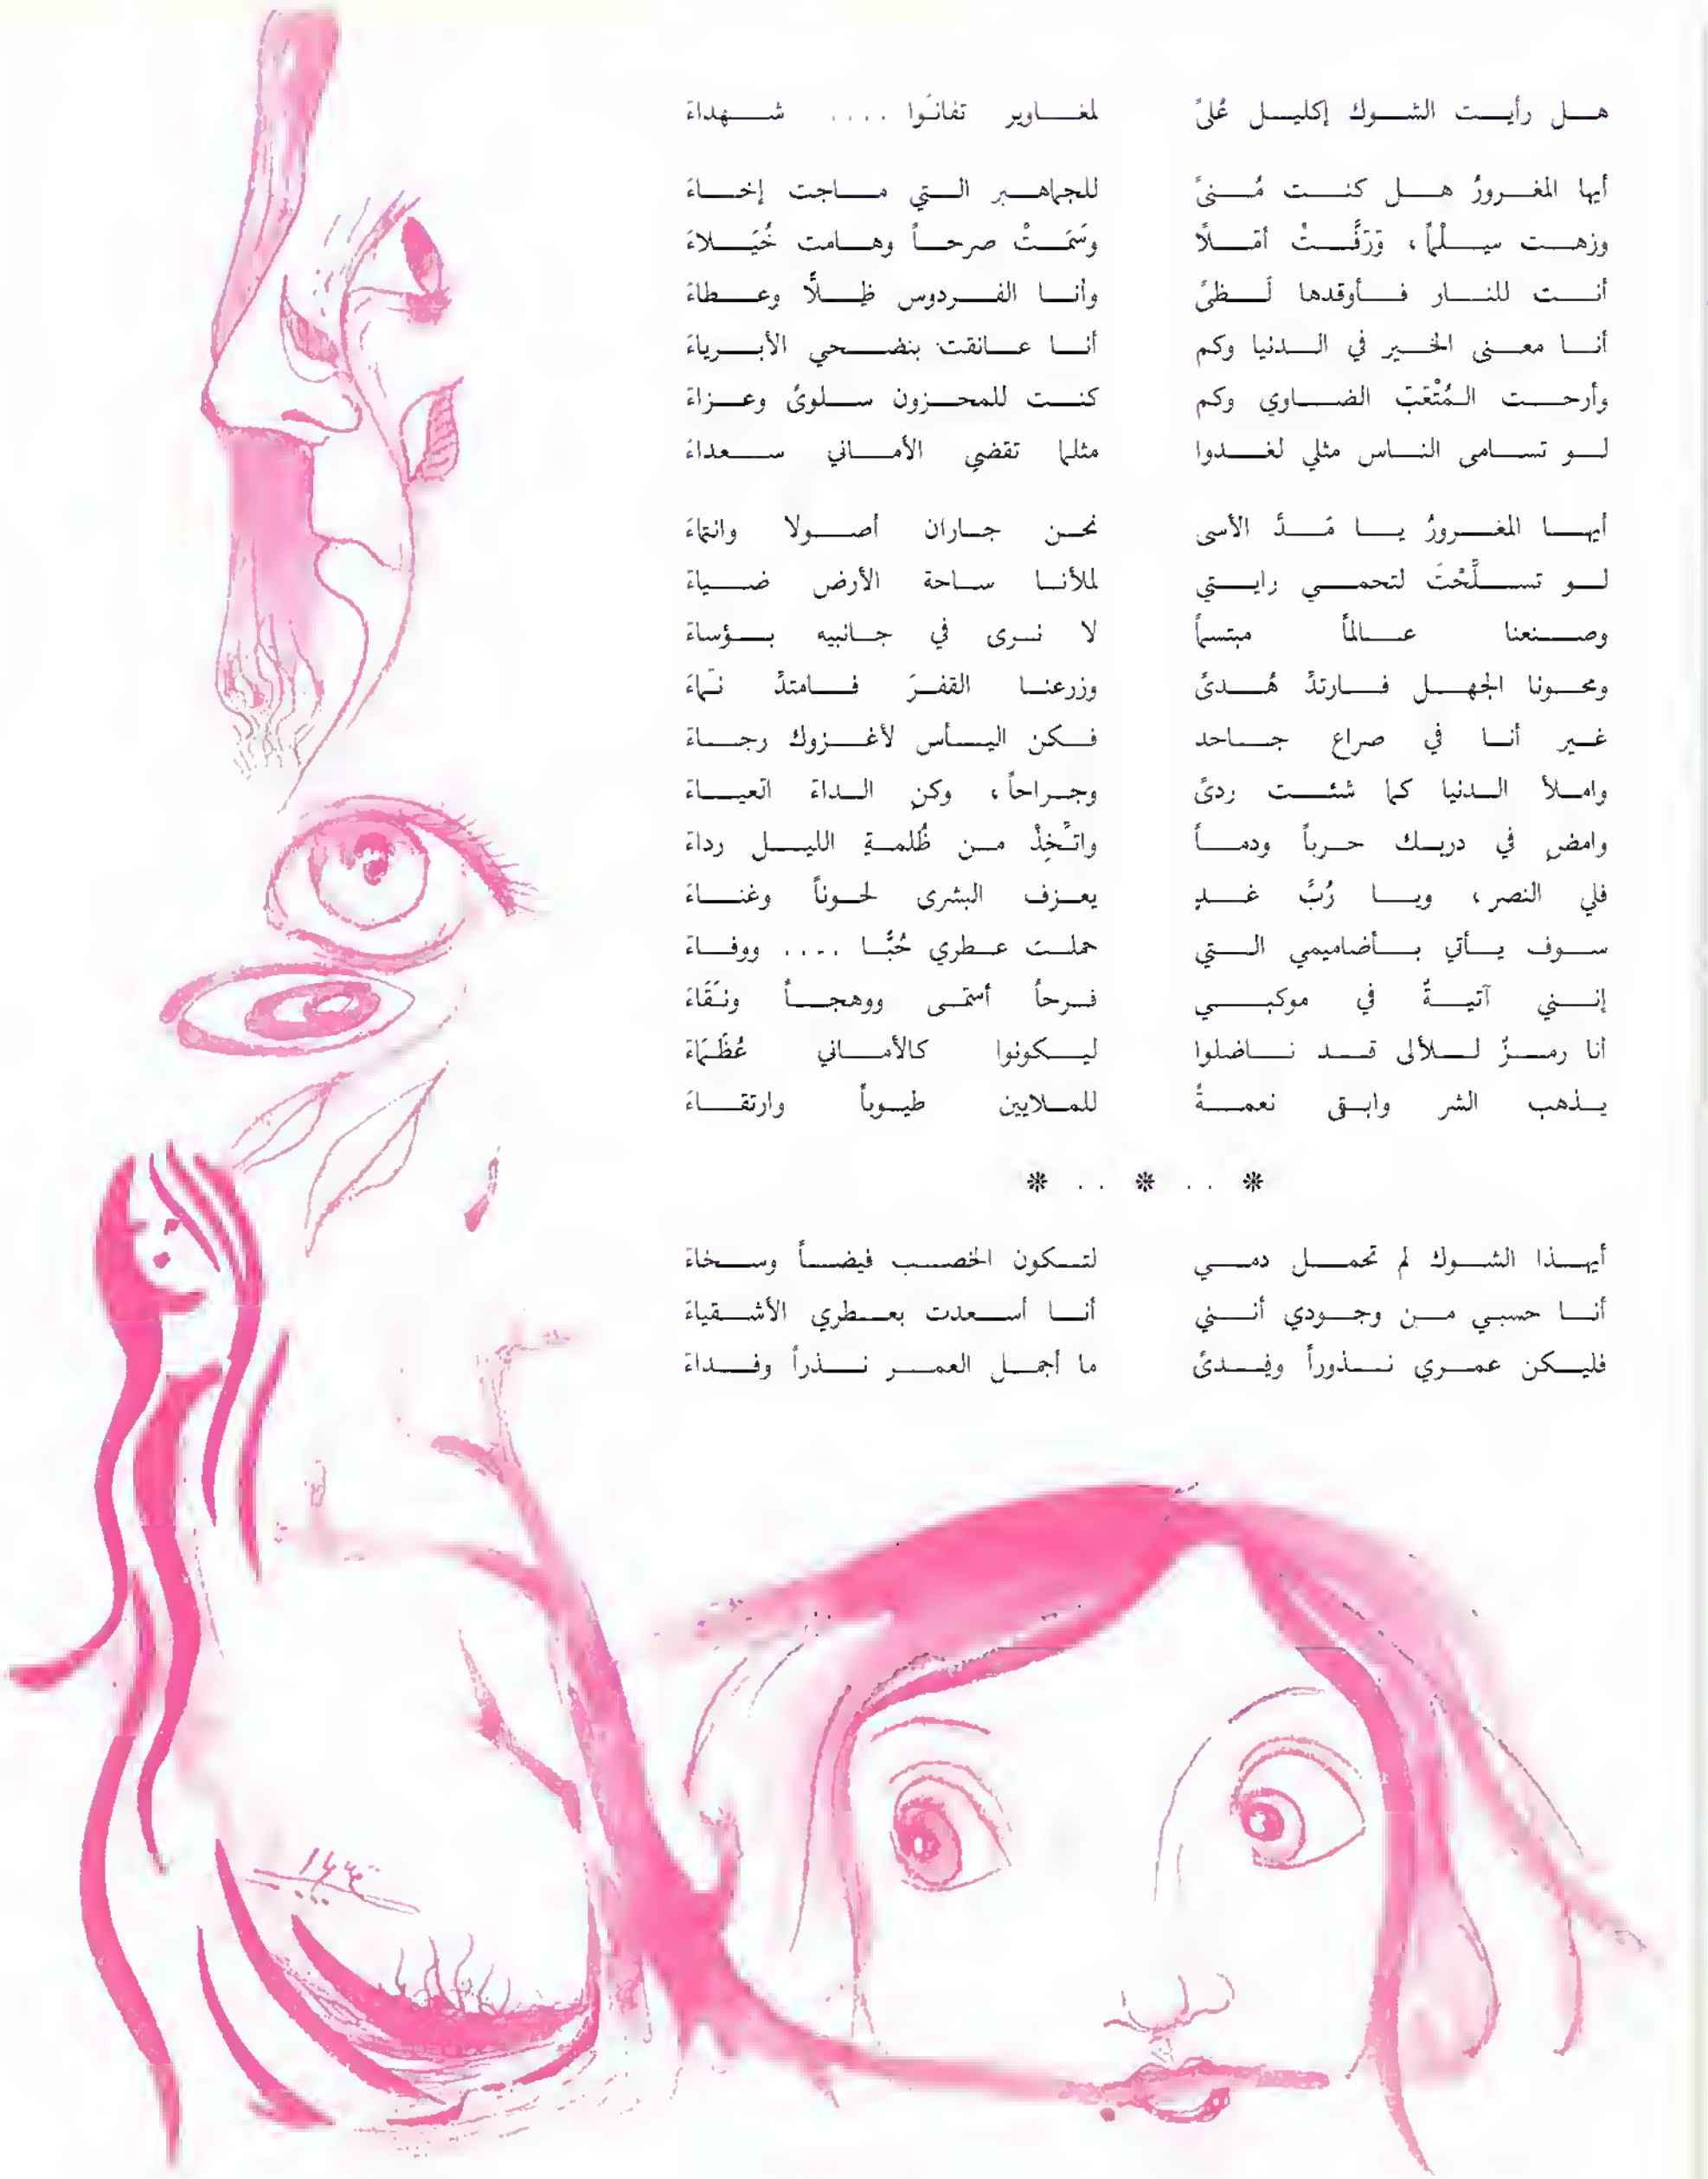 هل رأيت الشوك إكليل عُلىً لمغاوير تفانَوا .... شهداءَ
أيها المغرورُ هل كنت مُنىً للجماهير التي ماجت إخاءَ
وزهت سيلْماً، وَرَفَّتْ أمَلاً وسَمَتْ صرحاً وهامت خُيَلاءَ
أنت للنار فأوقدها لَظىً وأنا الفردوس ظِلاًّ وعطاءَ
أنا معنى الخير في الدنيا وكم أنا عانقت بنضحي الأبرياءَ
وأرحت المُتْعَبَ الضاوي وكم كنت للمحزون سلوىً وعزاءَ
لو تسامى الناس مثلي لغدوا مثلما تقضي الأماني سعداءَ
أيها المغرورُ يا مَدَّ الأسى نحن جاران أصولا وانتماءَ
لو تسلَّحْتَ لتحمي رايتي لملأنا ساحة الأرض ضياءَ
وصنعنا عالماً مبتسماً لا نرى في جانبيه بؤساءَ
ومحونا الجهل فارتدَّ هُدىً وزرعنا القفرَ فامتدَّ نَماءَ
غير أنا في صراع جاحد فكن اليأس لأغزوك رجاءَ
واملأ الدنيا كما شئت ردىً وجراحاً، وكنِ الداءَ العياءَ
وامضِ في دربك حرباً ودماً واتَّخِذْ من ظُلمةِ الليل رداءَ
فلي النصر، ويا رُبَّ غدٍ يعزف البشرى لحوناً وغناءَ
سوف يأتي بأضاميمي التي حملت عطري حُبًّا .... ووفاءَ
إنني آتيةٌ في موكبي فرحاً أسمَى ووهجاً ونَقَاءَ
أنا رمزٌ للألى قد ناضلوا ليكونوا كالأماني عُظَماءَ
يذهب الشر وابقى نعمةً للملايين طيوباً وارتقاءَ
* .. * .. *
أيهذا الشوك لم تحمل دمي لتكون الخصب فيضاً وسخاءَ
أنا حسبي من وجودي أنني أنا أسعدت بعطري الأشقياءَ
فليكن عمري نذوراً وفِدىً ما أجمل العمر نذراً وفداءَ